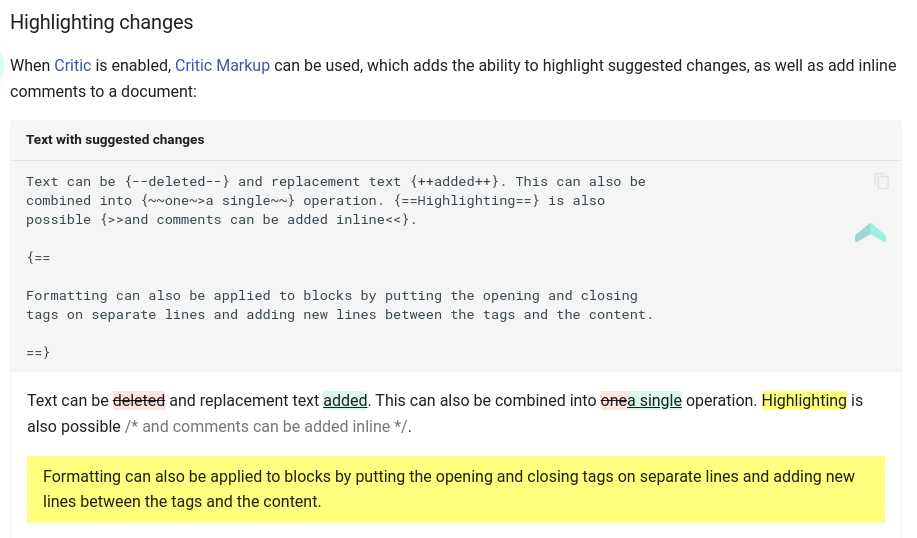 Highlighting changes
When Critic is enabled, Critic Markup can be used, which adds the ability to highlight suggested changes, as well as add inline
comments to a document:
Text with suggested changes
Text can be {--deleted--} and replacement text {++added++}. This can also be
combined into {~~one~>a single~~} operation. {==Highlighting==} is also
possible {>>and comments can be added inline<<}.
{==
Formatting can also be applied to blocks by putting the opening and closing
tags on separate lines and adding new lines between the tags and the content.
==}
Text can be deleted and replacement text added. This can also be combined into onea single operation. Highlighting is
also possible /* and comments can be added inline */.
Formatting can also be applied to blocks by putting the opening and closing tags on separate lines and adding new
lines between the tags and the content.